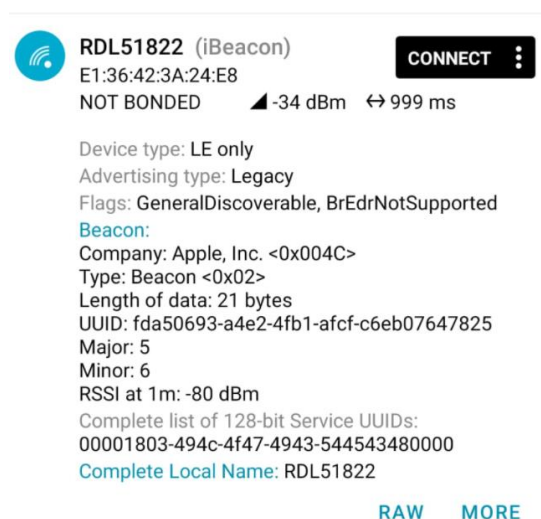 RDL51822 (iBeacon)
CONNECT
E1:36:42:3A:24:E8
NOT BONDED -34 dBm ↔ 999 ms
Device type: LE only
Advertising type: Legacy
Flags: GeneralDiscoverable, BrEdrNotSupported
Beacon:
Company: Apple, Inc. <0x004C>
Type: Beacon <0x02>
Length of data: 21 bytes
UUID: fda50693-a4e2-4fb1-afcf-c6eb07647825
Major: 5
Minor: 6
RSSI at 1m: -80 dBm
Complete list of 128-bit Service UUIDs:
00001803-494c-4f47-4943-544543480000
Complete Local Name: RDL51822
RAW MORE